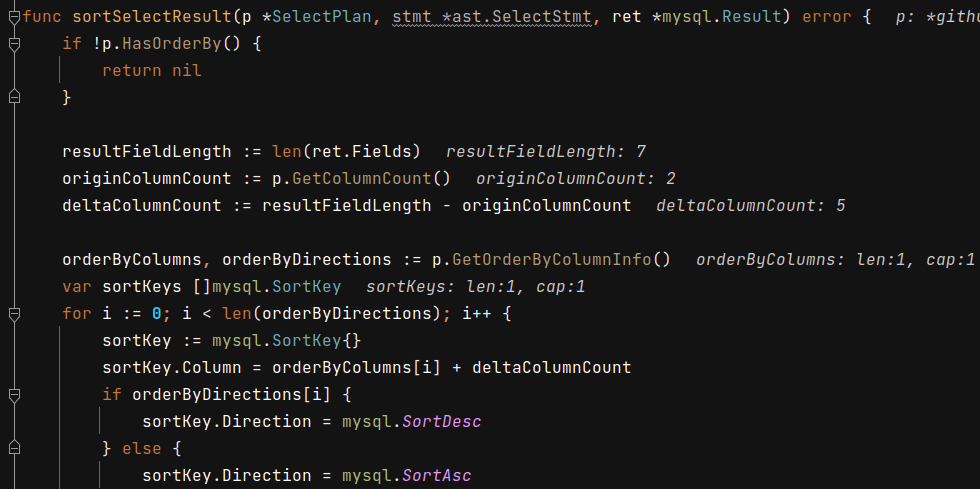 func sortSelectResult(p *SelectPlan, stmt *ast.SelectStmt, ret *mysql.Result) error {   p: *githu
    if !p.HasOrderBy() {
        return nil
    }

    resultFieldLength := len(ret.Fields)   resultFieldLength: 7
    originColumnCount := p.GetColumnCount()   originColumnCount: 2
    deltaColumnCount := resultFieldLength - originColumnCount   deltaColumnCount: 5

    orderByColumns, orderByDirections := p.GetOrderByColumnInfo()   orderByColumns: len:1, cap:1
    var sortKeys []mysql.SortKey   sortKeys: len:1, cap:1
    for i := 0; i < len(orderByDirections); i++ {
        sortKey := mysql.SortKey{}
        sortKey.Column = orderByColumns[i] + deltaColumnCount
        if orderByDirections[i] {
            sortKey.Direction = mysql.SortDesc
        } else {
            sortKey.Direction = mysql.SortAsc